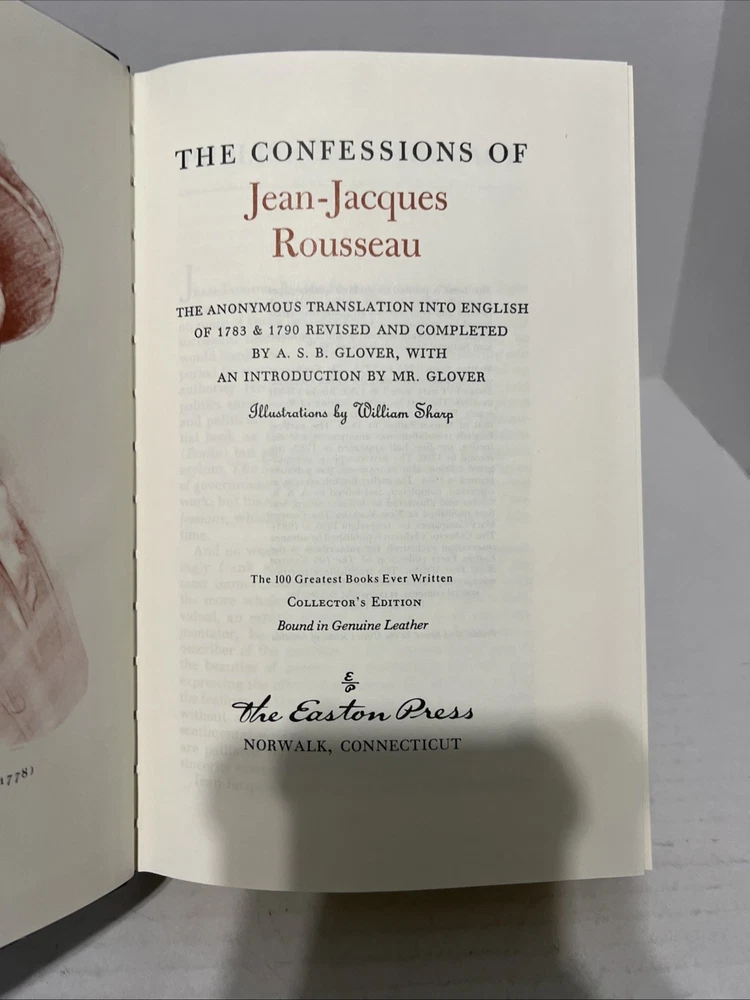 THE CONFESSIONS OF
Jean-Jacques
Rousseau
THE ANONYMOUS TRANSLATION INTO ENGLISH
OF 1783 & 1790 REVISED AND COMPLETED
BY A. S. B. GLOVER, WITH
AN INTRODUCTION BY MR. GLOVER
Illustrations by William Sharp
The 100 Greatest Books Ever Written
COLLECTOR'S EDITION
Bound in Genuine Leather
The Easton Press
NORWALK, CONNECTICUT
1778)